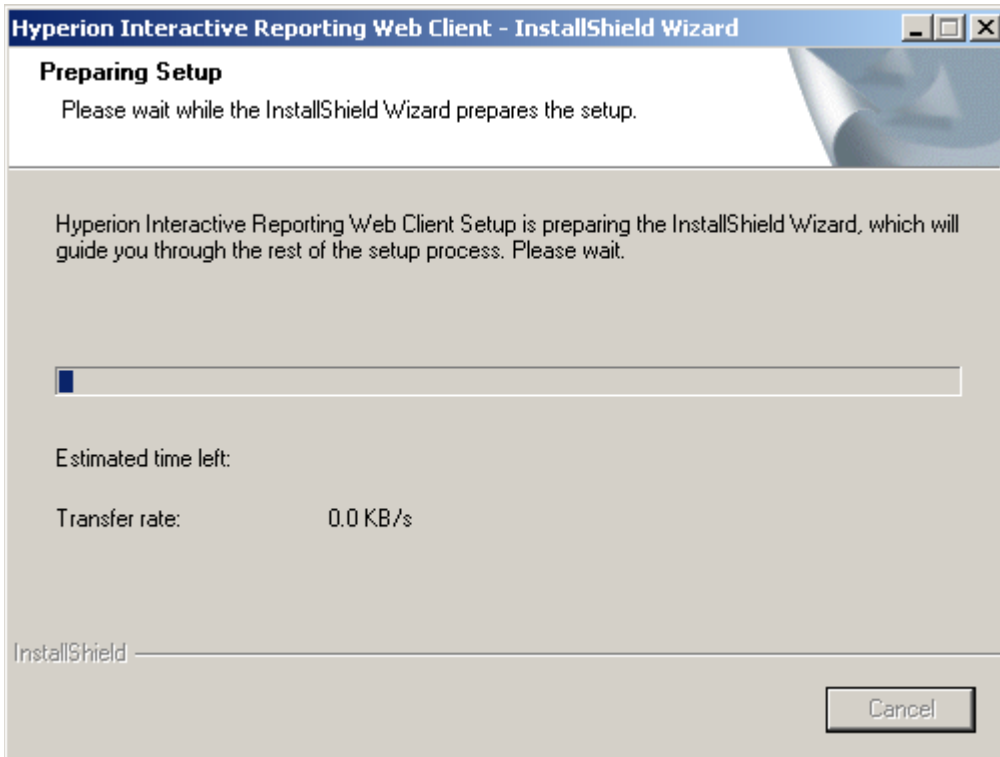 Hyperion Interactive Reporting Web Client - InstallShield Wizard
Preparing Setup
Please wait while the InstallShield Wizard prepares the setup.
Hyperion Interactive Reporting Web Client Setup is preparing the InstallShield Wizard, which will
guide you through the rest of the setup process. Please wait.
Estimated time left:
Transfer rate: 0.0 KB/s
InstallShield
Cancel